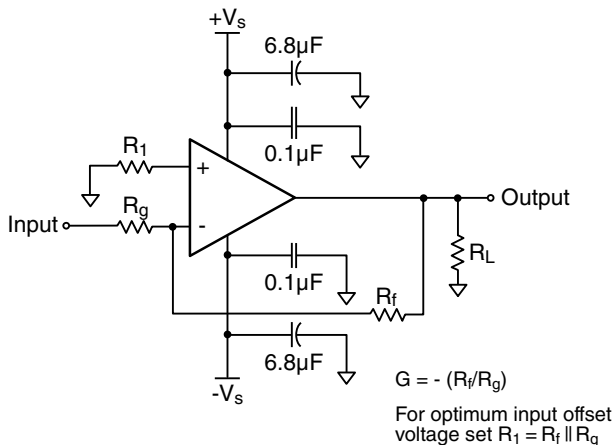 +Vs
6.8µF
R1
+
0.1µF
Input
Rg
-
Output
RL
0.1µF
Rf
6.8µF
-Vs
G = - (Rf/Rg)
For optimum input offset
voltage set R1 = Rf || Rg